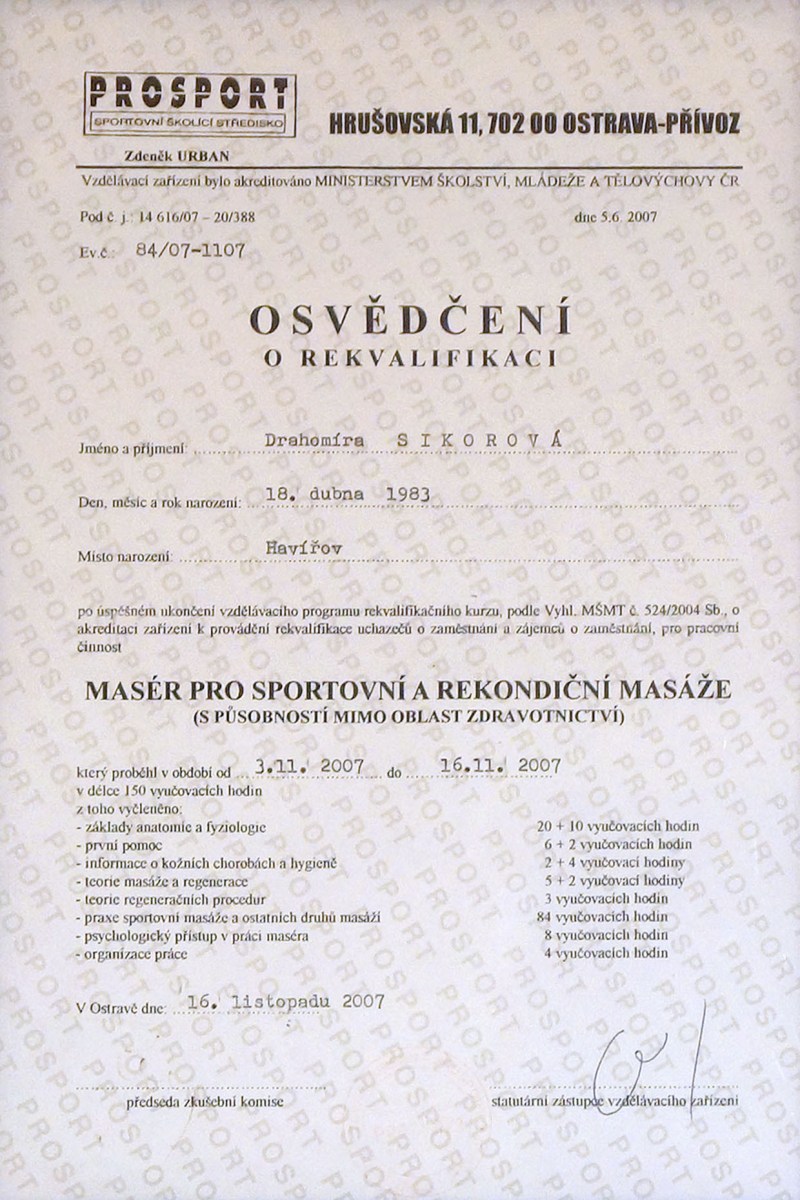 PROSPORT
SPORTOVNÍ ŠKOLÍCÍ STŘEDISKO
HRUŠOVSKÁ 11, 702 00 OSTRAVA-PŘÍVOZ
Zdeněk URBAN
Vzdělávací zařízení bylo akreditováno MINISTERSTVEM ŠKOLSTVÍ, MLÁDEŽE A TĚLOVÝCHOVY ČR
Pod č. j.: 14 616/07 – 20/388 dne 5.6. 2007
Ev.č.: 84/07-1107
OSVĚDČENÍ
O REKVALIFIKACI
Jméno a příjmení: Drahomíra SIKOROVÁ
Den, měsíc a rok narození: 18. dubna 1983
Místo narození: Havířov
po úspěšném ukončení vzdělávacího programu rekvalifikačního kurzu, podle Vyhl. MŠMT č. 524/2004 Sb., o
akreditaci zařízení k provádění rekvalifikace uchazečů o zaměstnání a zájemců o zaměstnání, pro pracovní
činnost
MASÉR PRO SPORTOVNÍ A REKONDIČNÍ MASÁŽE
(S PŮSOBNOSTÍ MIMO OBLAST ZDRAVOTNICTVÍ)
který proběhl v období od 3.11. 2007 do 16.11. 2007
v délce 150 vyučovacích hodin
z toho vyčleněno:
- základy anatomie a fyziologie 20 + 10 vyučovacích hodin
- první pomoc 6 + 2 vyučovacích hodin
- informace o kožních chorobách a hygieně 2 + 4 vyučovací hodiny
- teorie masáže a regenerace 5 + 2 vyučovací hodiny
- teorie regeneračních procedur 3 vyučovacích hodin
- praxe sportovní masáže a ostatních druhů masáží 84 vyučovacích hodin
- psychologický přístup v práci maséra 8 vyučovacích hodin
- organizace práce 4 vyučovacích hodin
V Ostravě dne: 16. listopadu 2007
předseda zkušební komise statutární zástupce vzdělávacího zařízení